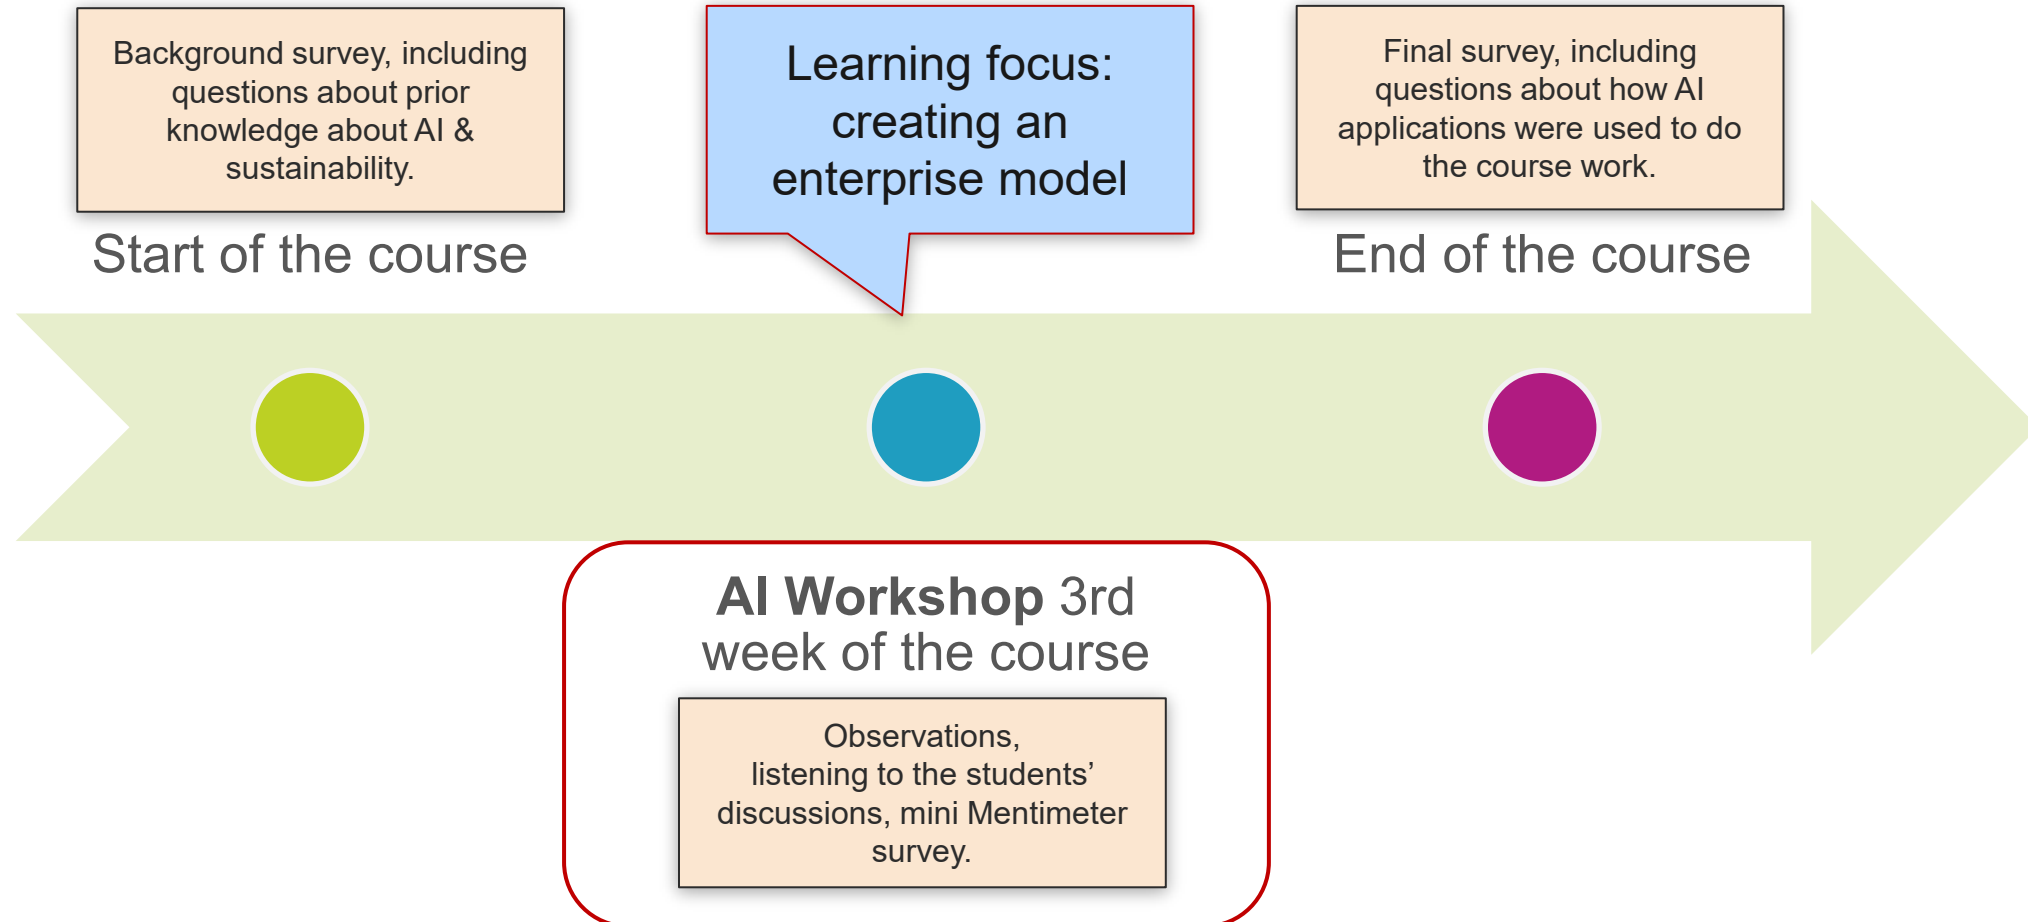 Background survey, including
questions about prior
knowledge about AI &
sustainability.
Start of the course
Learning focus:
creating an
enterprise model
Final survey, including
questions about how AI
applications were used to do
the course work.
End of the course
AI Workshop 3rd
week of the course
Observations,
listening to the students’
discussions, mini Mentimeter
survey.